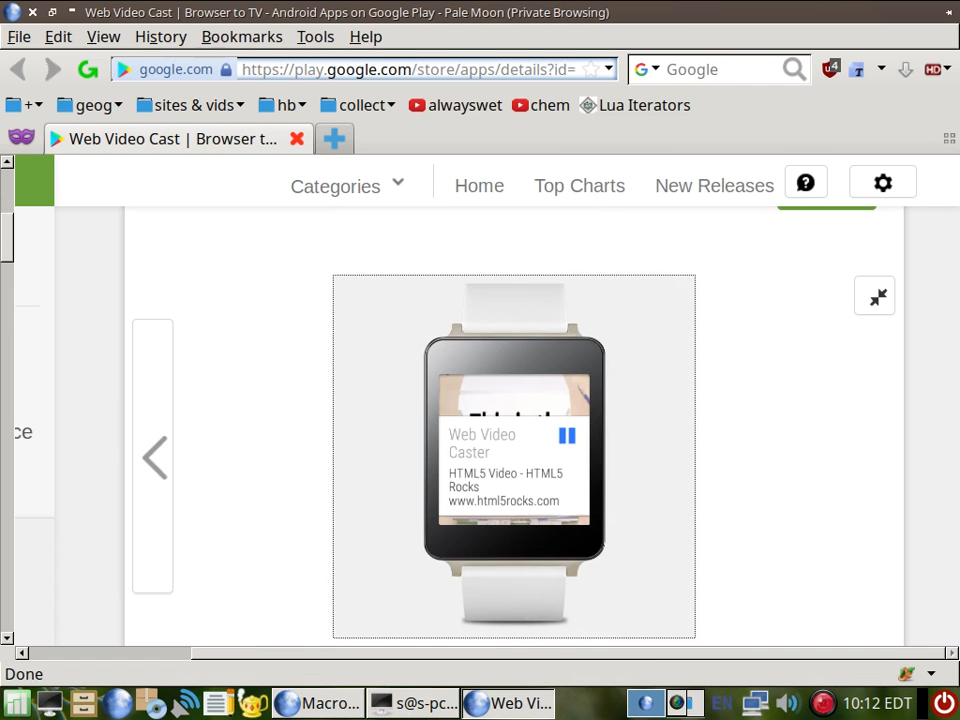 Web Video Cast | Browser to TV - Android Apps on Google Play - Pale Moon (Private Browsing)
File Edit View History Bookmarks Tools Help
google.com https://play.google.com/store/apps/details?id= Google 4 T HD
+ geog sites & vids hb collect alwayswet chem Lua Iterators
Web Video Cast | Browser t...
Categories Home Top Charts New Releases ?
ce
Web Video
Caster
HTML5 Video - HTML5
Rocks
www.html5rocks.com
Done
Macro... s@s-pc... Web Vi... EN 10:12 EDT